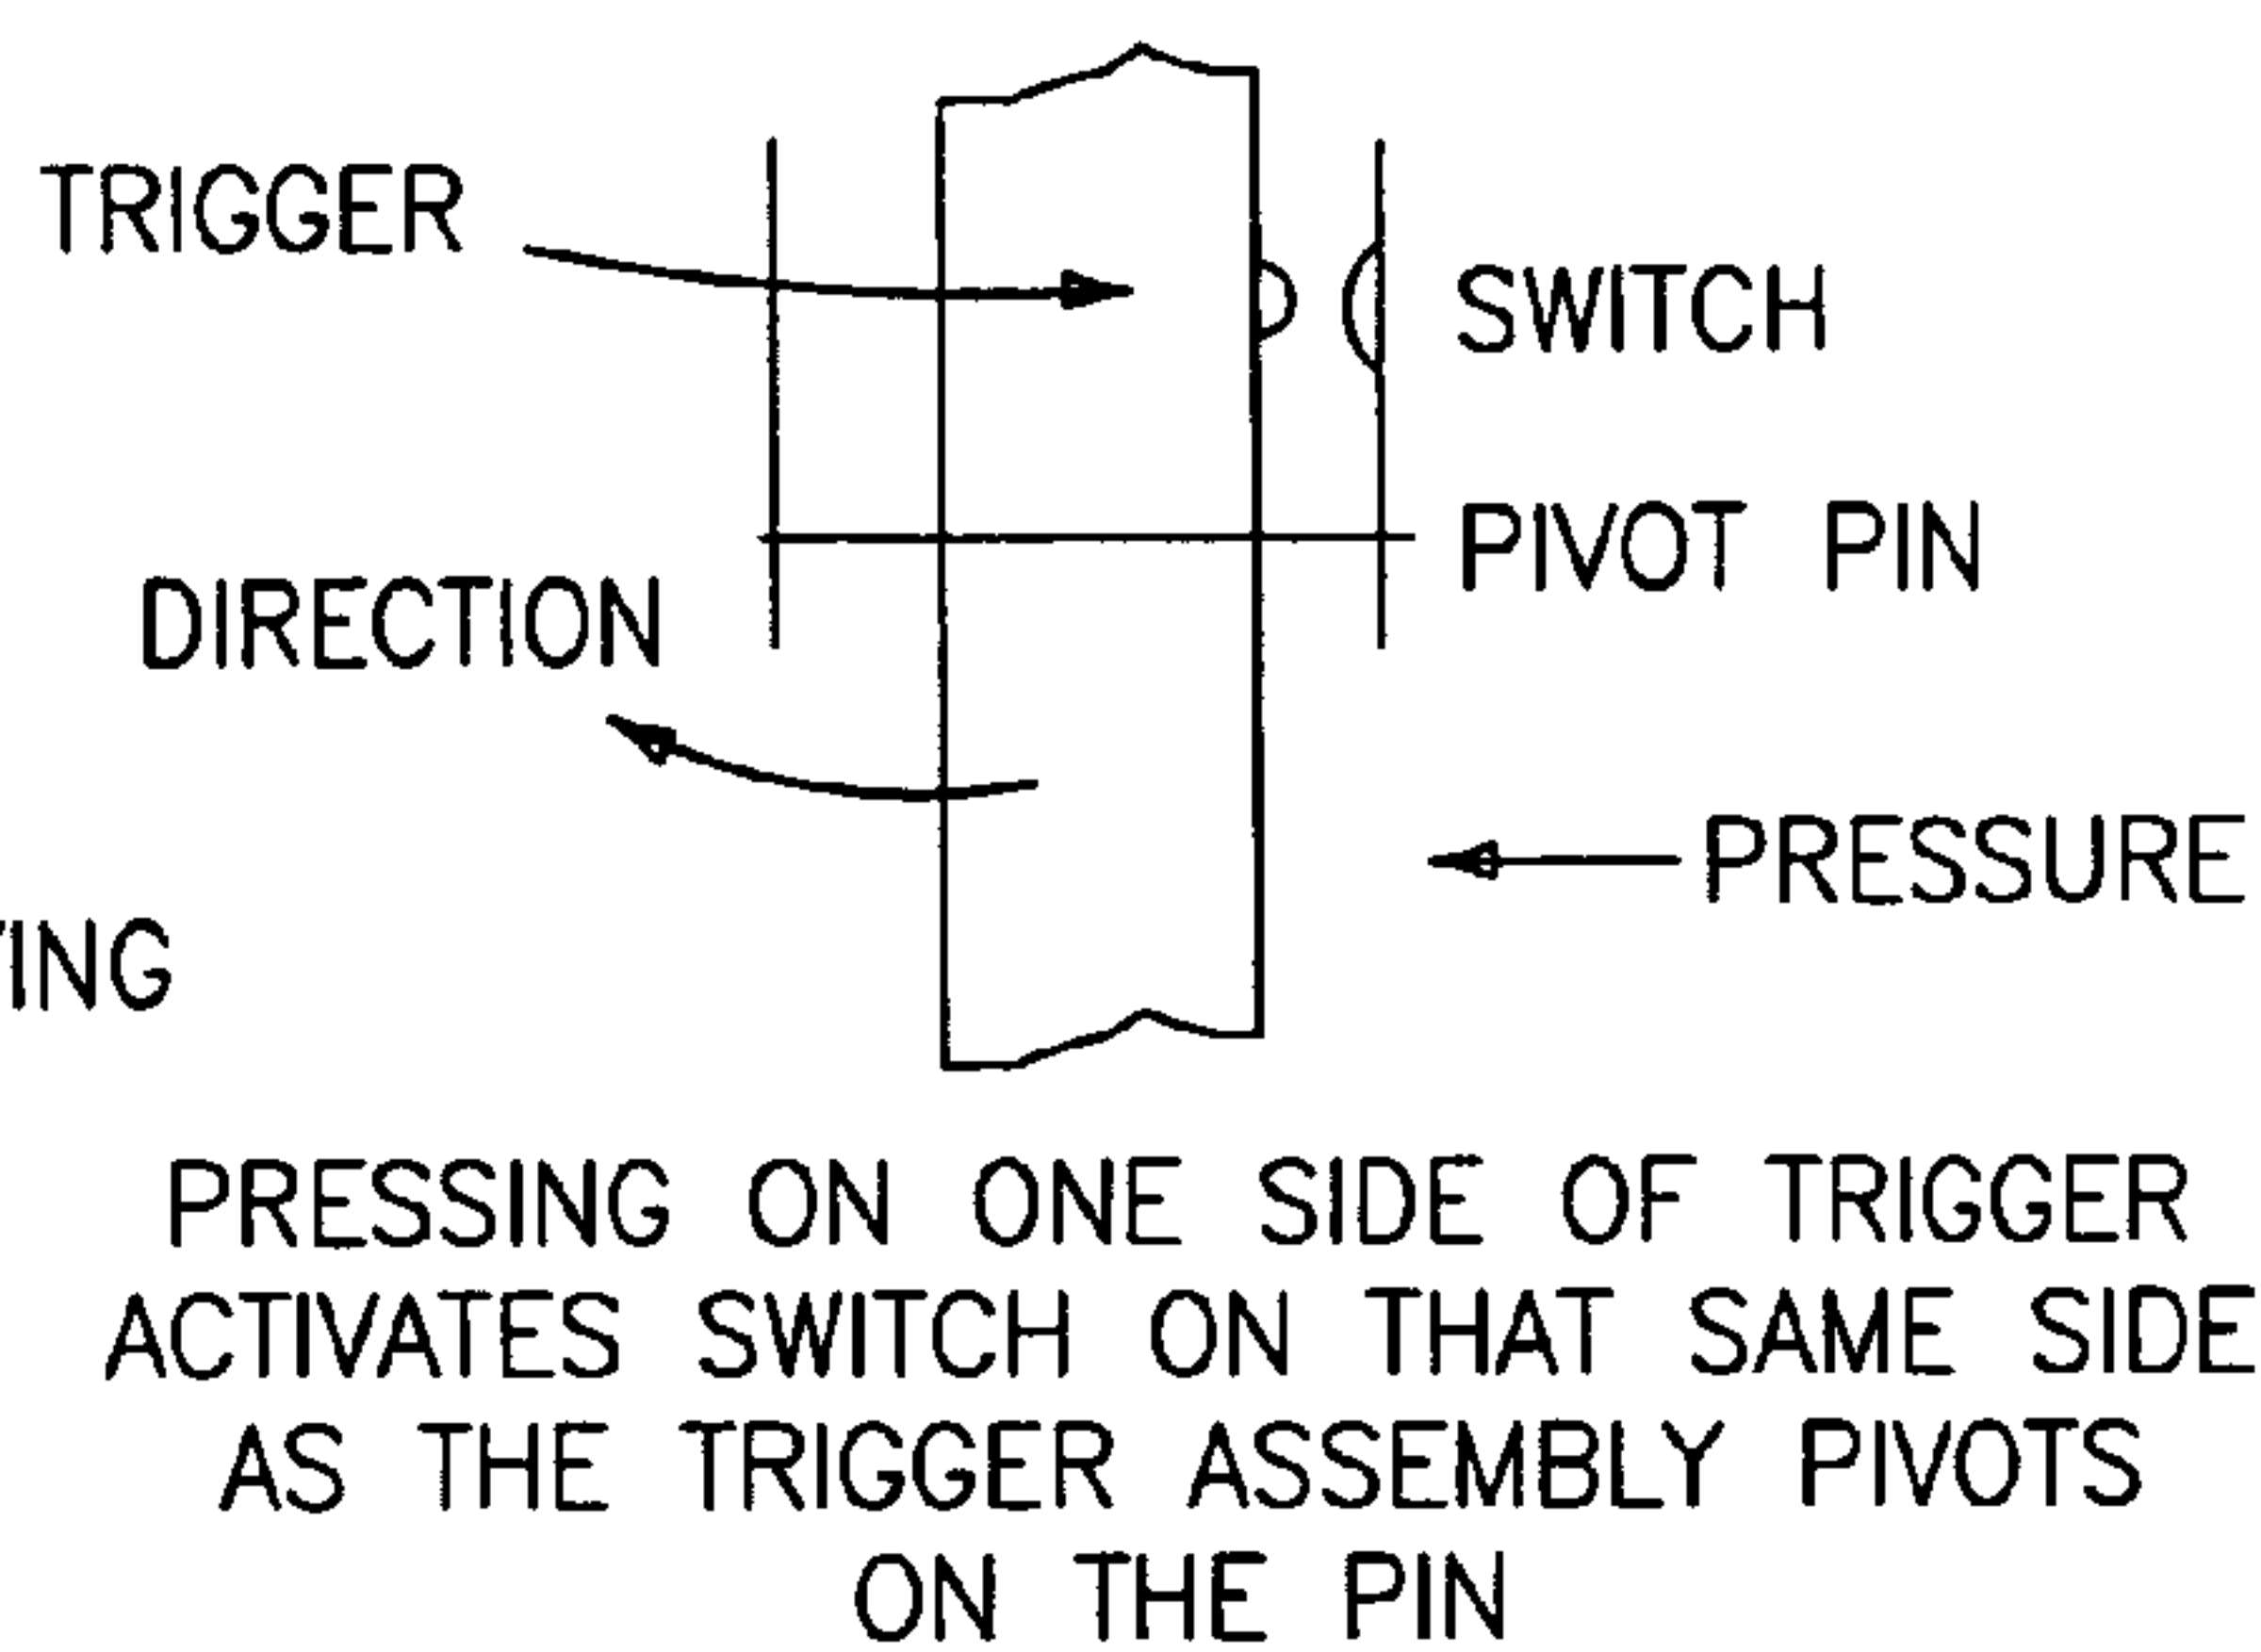 TRIGGER
SWITCH
PIVOT PIN
DIRECTION
PRESSURE
PRESSING ON ONE SIDE OF TRIGGER
ACTIVATES SWITCH ON THAT SAME SIDE
AS THE TRIGGER ASSEMBLY PIVOTS
ON THE PIN